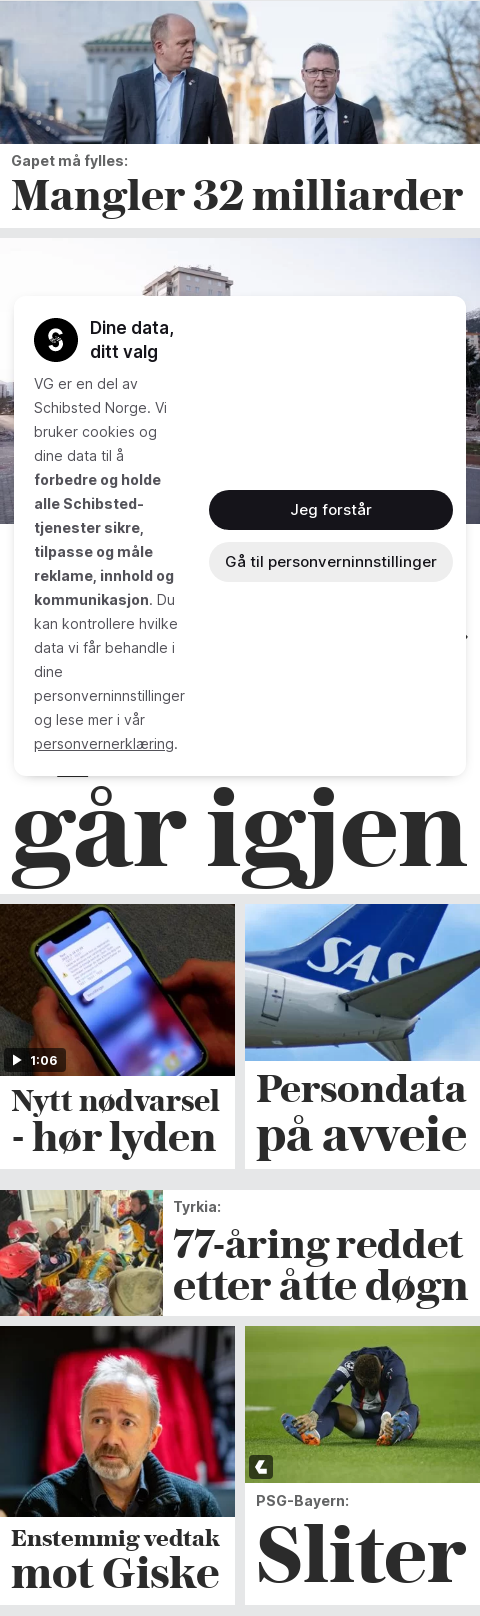 Gapet må fylles:
Mangler 32 milliarder
Dine data,
ditt valg
VG er en del av
Schibsted Norge. Vi
bruker cookies og
dine data til å
forbedre og holde
alle Schibsted-
tjenester sikre,
tilpasse og måle
reklame, innhold og
kommunikasjon. Du
kan kontrollere hvilke
data vi får behandle i
dine
personverninnstillinger
og lese mer i vår
personvernerklæring.
Jeg forstår
Gå til personverninnstillinger
går igjen
1:06
Nytt nødvarsel
- hør lyden
SAS
Persondata
på avveie
Tyrkia:
77-åring reddet
etter åtte døgn
Enstemmig vedtak
mot Giske
PSG-Bayern:
Sliter